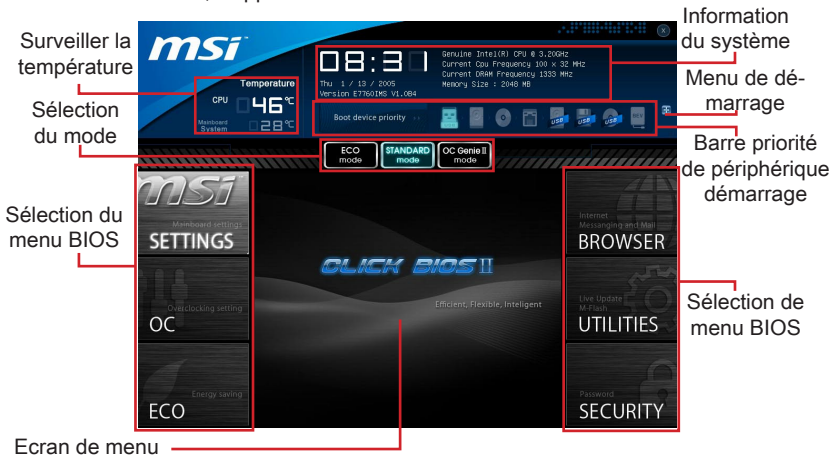 Information
du système
Surveiller la
température
msi
08:31
Genuine Intel(R) CPU @ 3.20GHz
Current Cpu Frequency 100 x 32 MHz
Current DRAM Frequency 1333 MHz
Memory Size : 2048 MB
Thu 1 / 13 / 2005
Version E7760IMS V1.0B4
Temperature
CPU 46°C
Mainboard
System 28°C
Menu de dé-
marrage
Sélection
du mode
Boot device priority
USB
USB
USB
Barre priorité
de périphérique
démarrage
ECO
mode
STANDARD
mode
OC Genie II
mode
Sélection du
menu BIOS
msi
Mainboard settings
SETTINGS
Overclocking setting
OC
Energy saving
ECO
CLICK BIOS II
Efficient, Flexible, Inteligent
Internet
Messanging and Mail
BROWSER
Live Update
M-Flash
UTILITIES
Password
SECURITY
Sélection de
menu BIOS
Ecran de menu